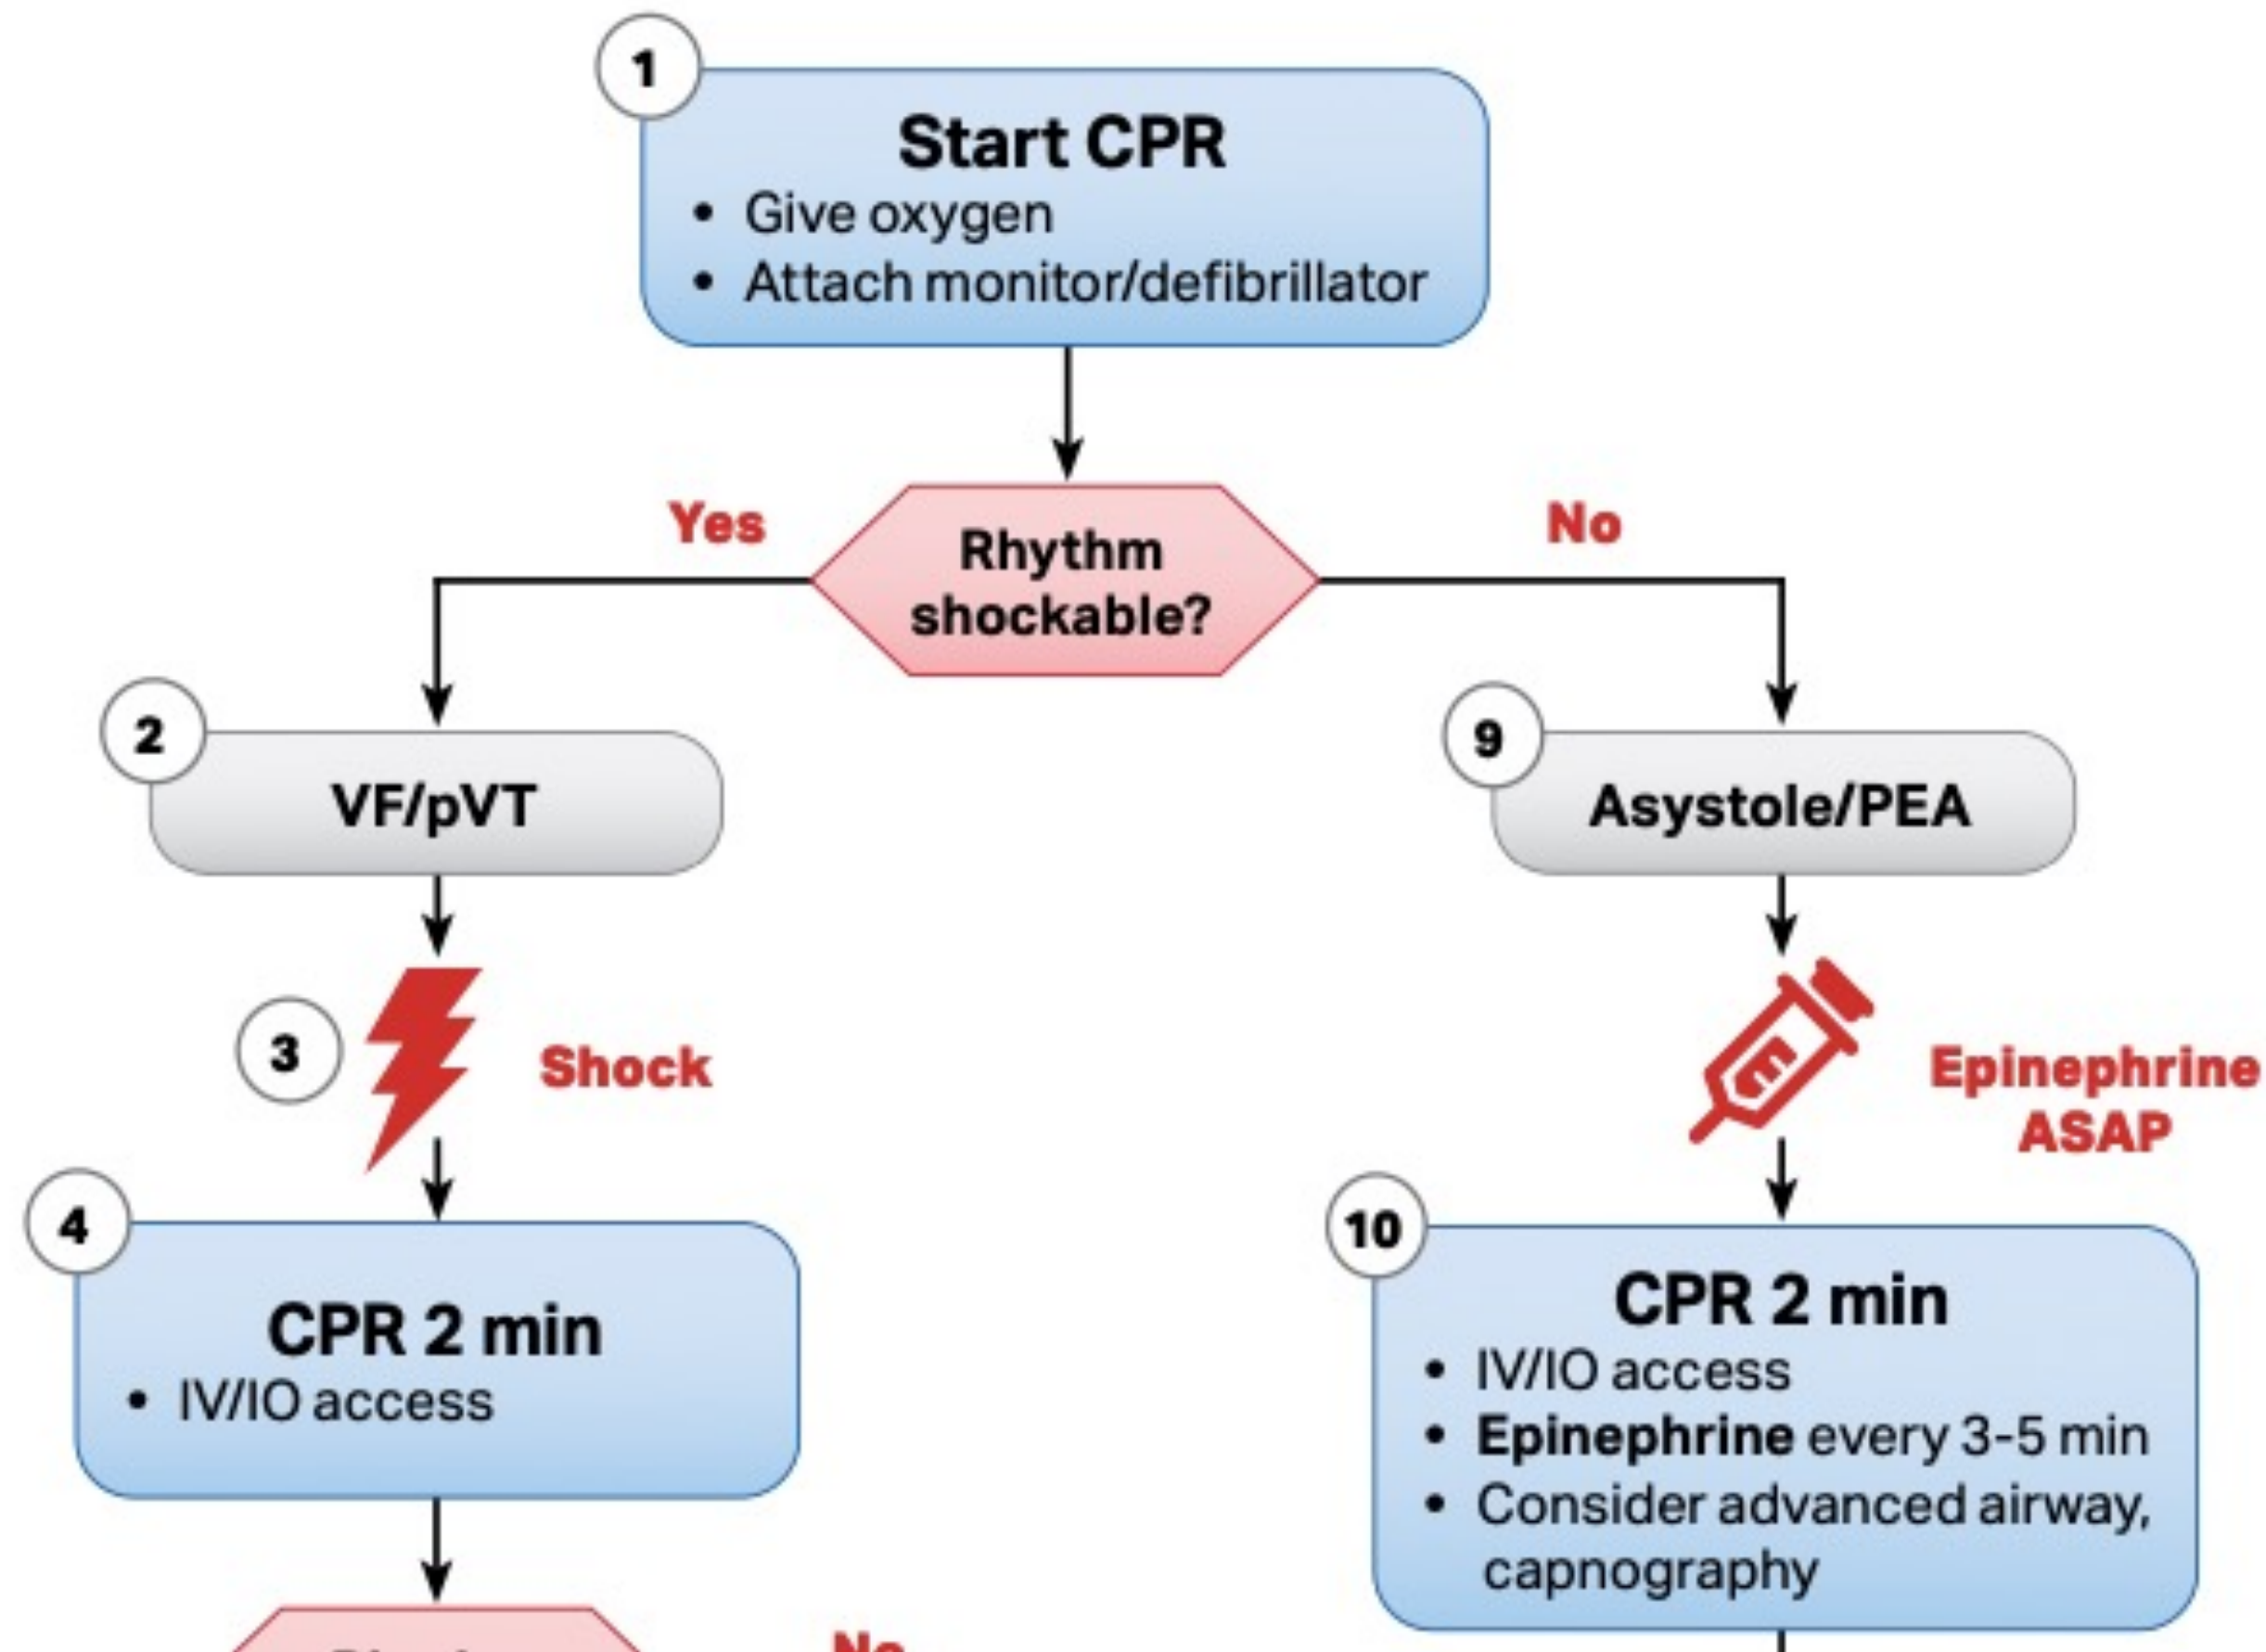 1
Start CPR
• Give oxygen
• Attach monitor/defibrillator
Yes
Rhythm
shockable?
No
2
VF/pVT
9
Asystole/PEA
3
Shock
Epinephrine
ASAP
4
CPR 2 min
• IV/IO access
10
CPR 2 min
• IV/IO access
• Epinephrine every 3-5 min
• Consider advanced airway,
capnography
No